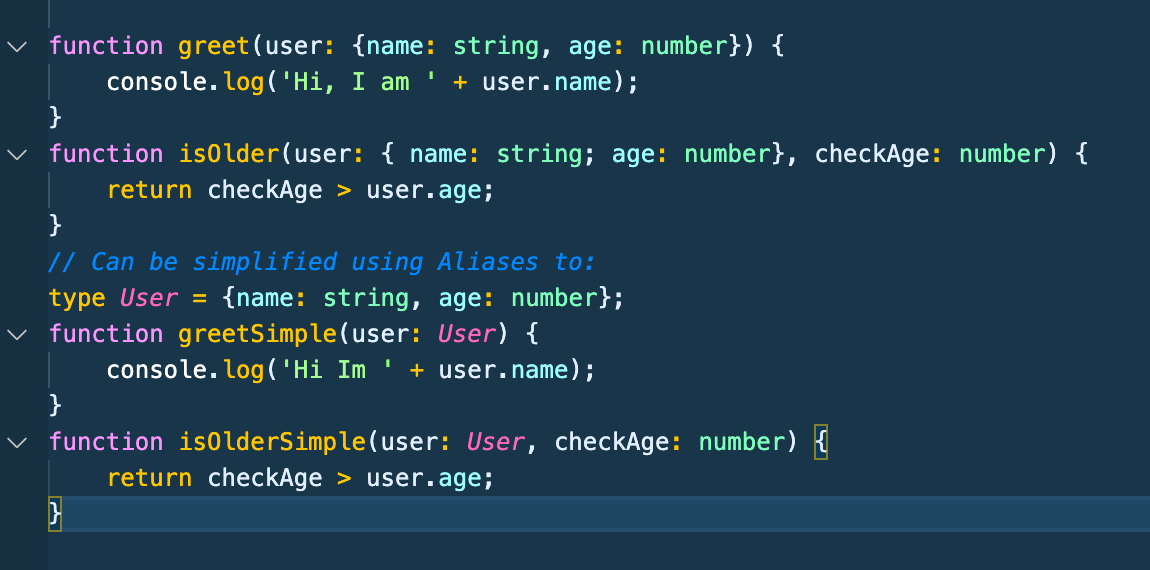 function greet(user: {name: string, age: number}) {
    console.log('Hi, I am ' + user.name);
}
function isOlder(user: { name: string; age: number}, checkAge: number) {
    return checkAge > user.age;
}
// Can be simplified using Aliases to:
type User = {name: string, age: number};
function greetSimple(user: User) {
    console.log('Hi Im ' + user.name);
}
function isOlderSimple(user: User, checkAge: number) {
    return checkAge > user.age;
}